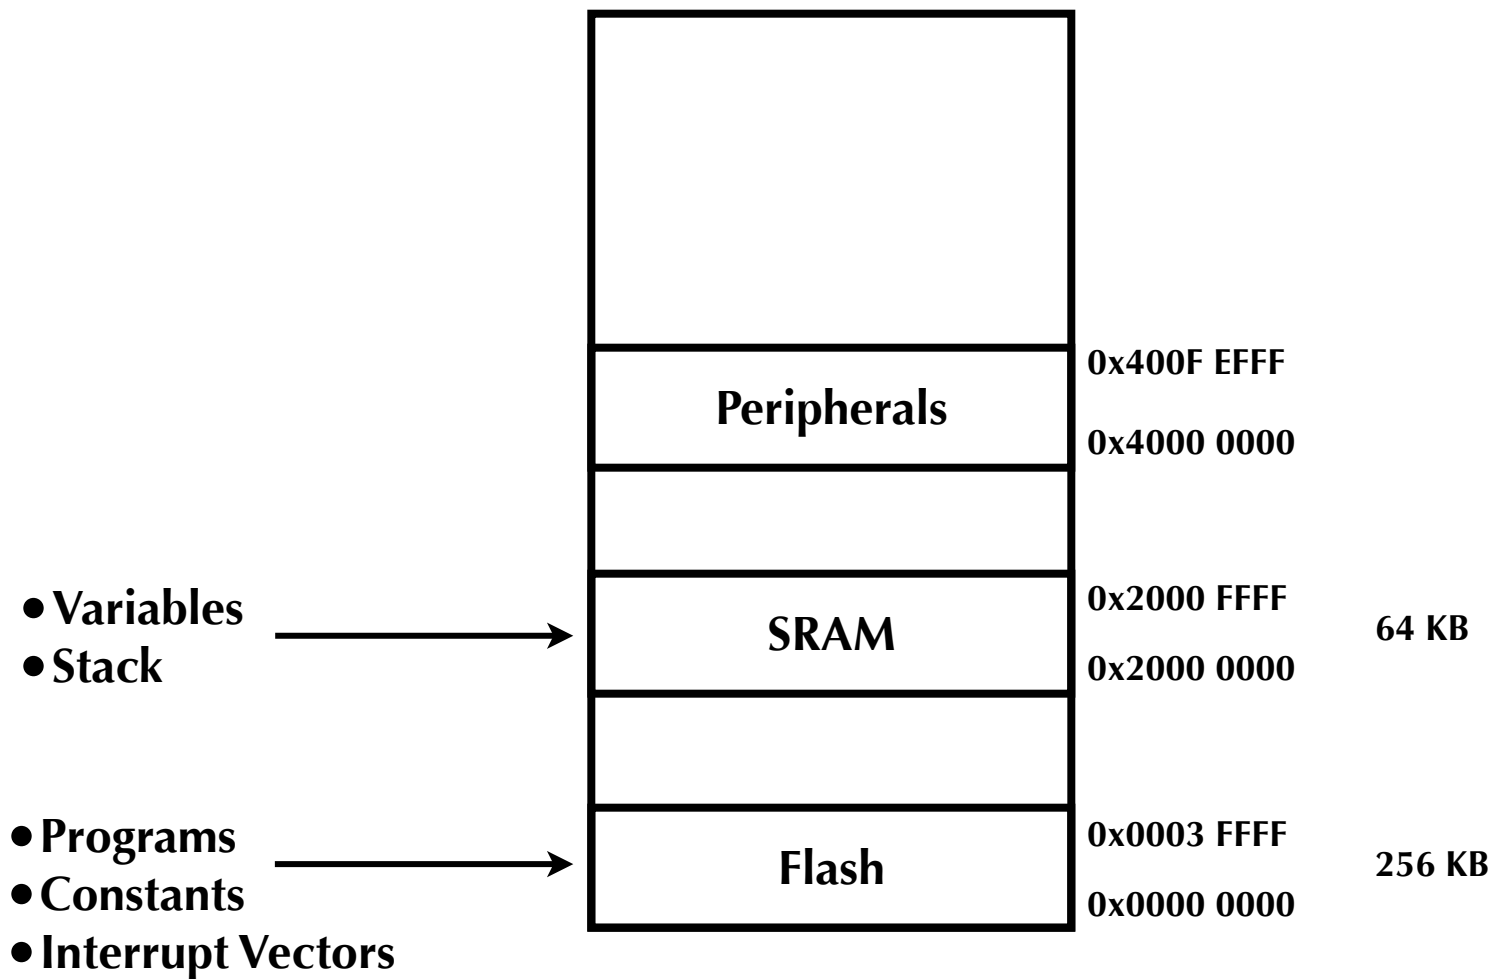 0x400F EFFF
Peripherals
0x4000 0000
• Variables
• Stack
SRAM
0x2000 FFFF
0x2000 0000
64 KB
• Programs
• Constants
• Interrupt Vectors
Flash
0x0003 FFFF
0x0000 0000
256 KB